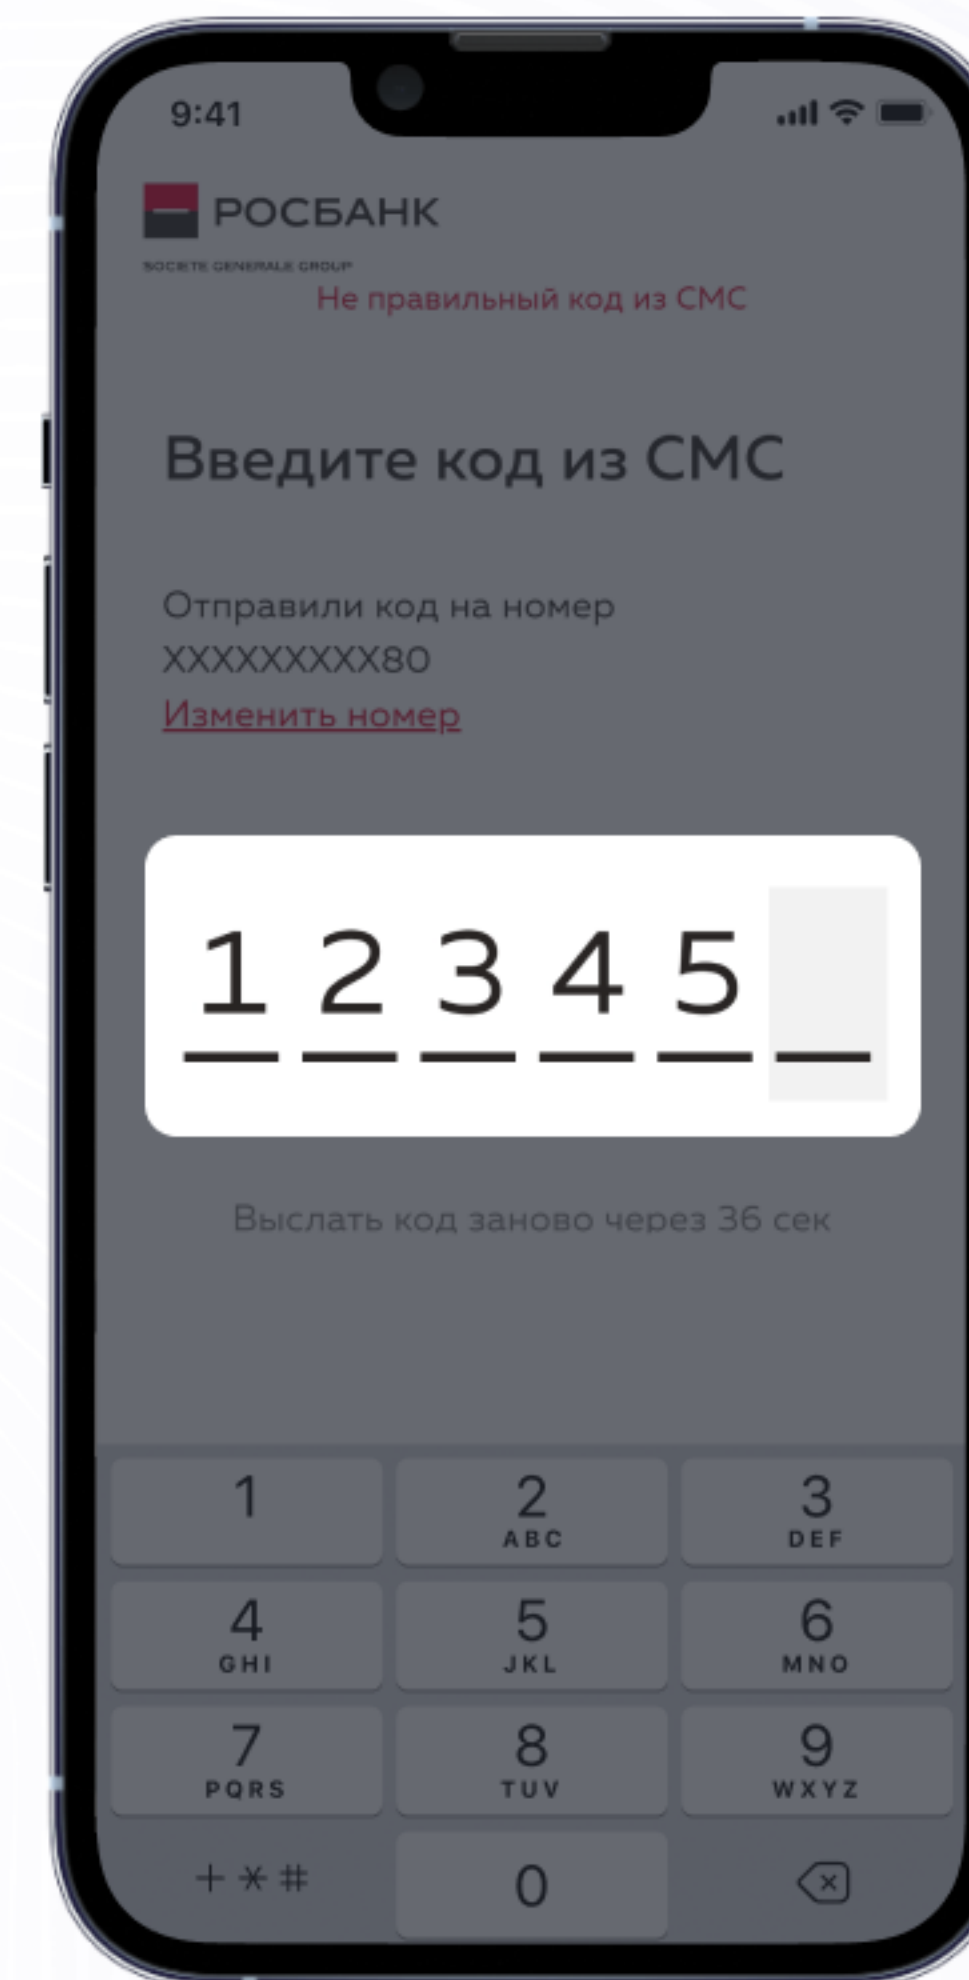 9:41
РОСБАНК
SOCIETE GENERALE GROUP
Не правильный код из СМС
Введите код из СМС
Отправили код на номер
XXXXXXXXX80
Изменить номер
1 2 3 4 5
Выслать код заново через 36 сек
1 2 3
ABC DEF
4 5 6
GHI JKL MNO
7 8 9
PQRS TUV WXYZ
+ * # 0